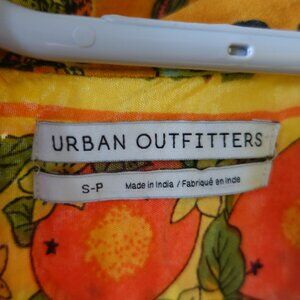 URBAN OUTFITTERS
S-P Made in India / Fabriqué en Inde